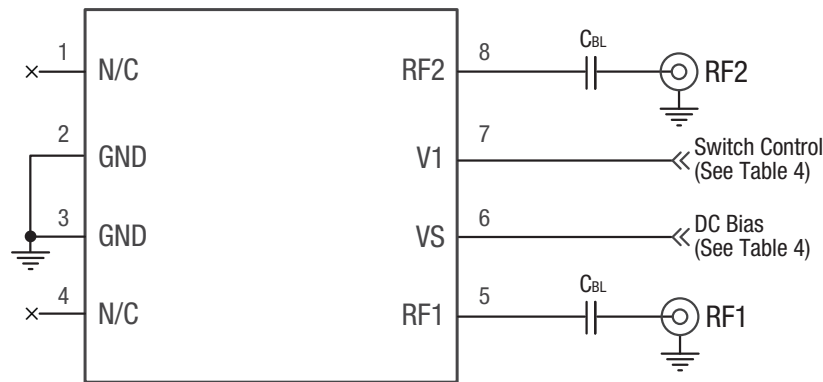 1 N/C
2 GND
3 GND
4 N/C
RF2 8 CBL RF2
V1 7 Switch Control
(See Table 4)
VS 6 DC Bias
(See Table 4)
RF1 5 CBL RF1